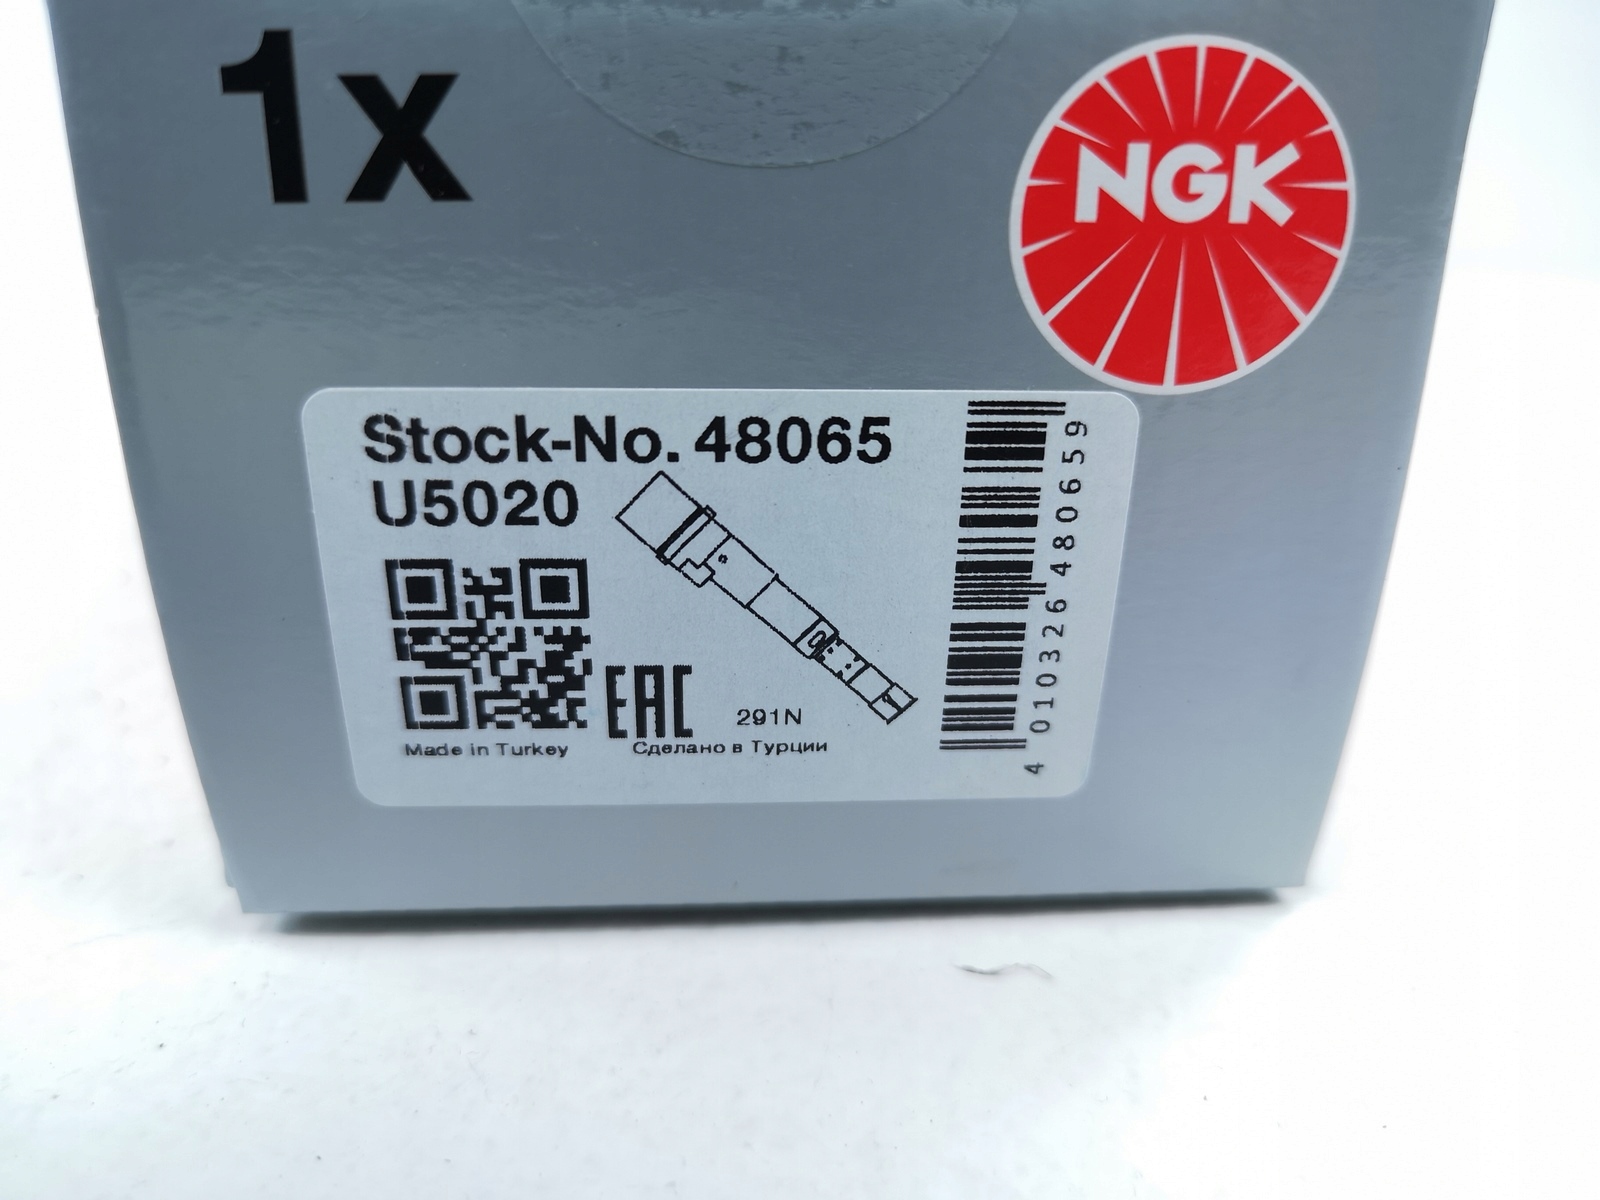 1x
NGK
Stock-No. 48065
U5020
EAC
291N
Made in Turkey
Сделано в Турции
4 010326 480659